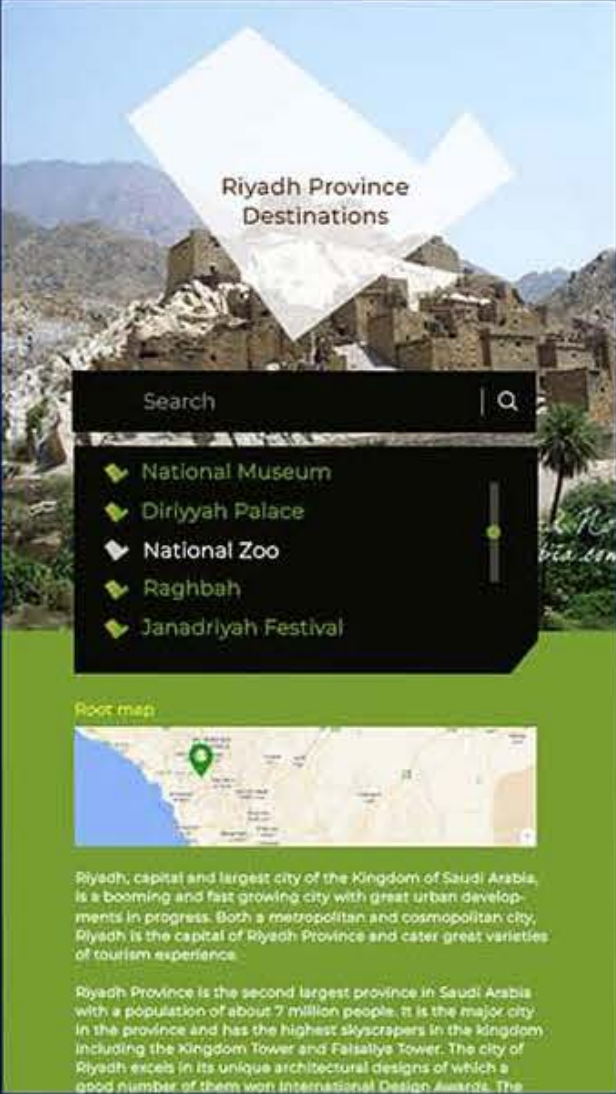 Riyadh Province
Destinations
Search
National Museum
Diriyyah Palace
National Zoo
Raghbah
Janadriyah Festival
Root map
Riyadh, capital and largest city of the Kingdom of Saudi Arabia,
is a booming and fast growing city with great urban develop-
ments in progress. Both a metropolitan and cosmopolitan city,
Riyadh is the capital of Riyadh Province and cater great varieties
of tourism experience.
Riyadh Province is the second largest province in Saudi Arabia
with a population of about 7 million people. It is the major city
in the province and has the highest skyscrapers in the kingdom
including the Kingdom Tower and Faisaliya Tower. The city of
Riyadh excels in its unique architectural designs of which a
good number of them won International Design Awards. The